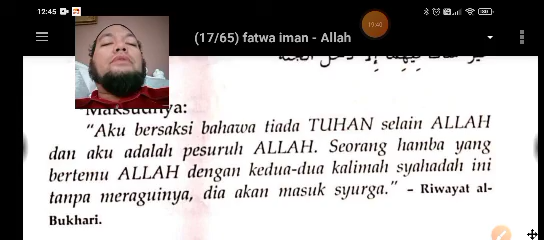 12:45
19:40
(17/65) fatwa iman - Allah
Maksudnya:
"Aku bersaksi bahawa tiada TUHAN selain ALLAH
dan aku adalah pesuruh ALLAH. Seorang hamba yang
bertemu ALLAH dengan kedua-dua kalimah syahadah ini
tanpa meraguinya, dia akan masuk syurga." - Riwayat al-
Bukhari.